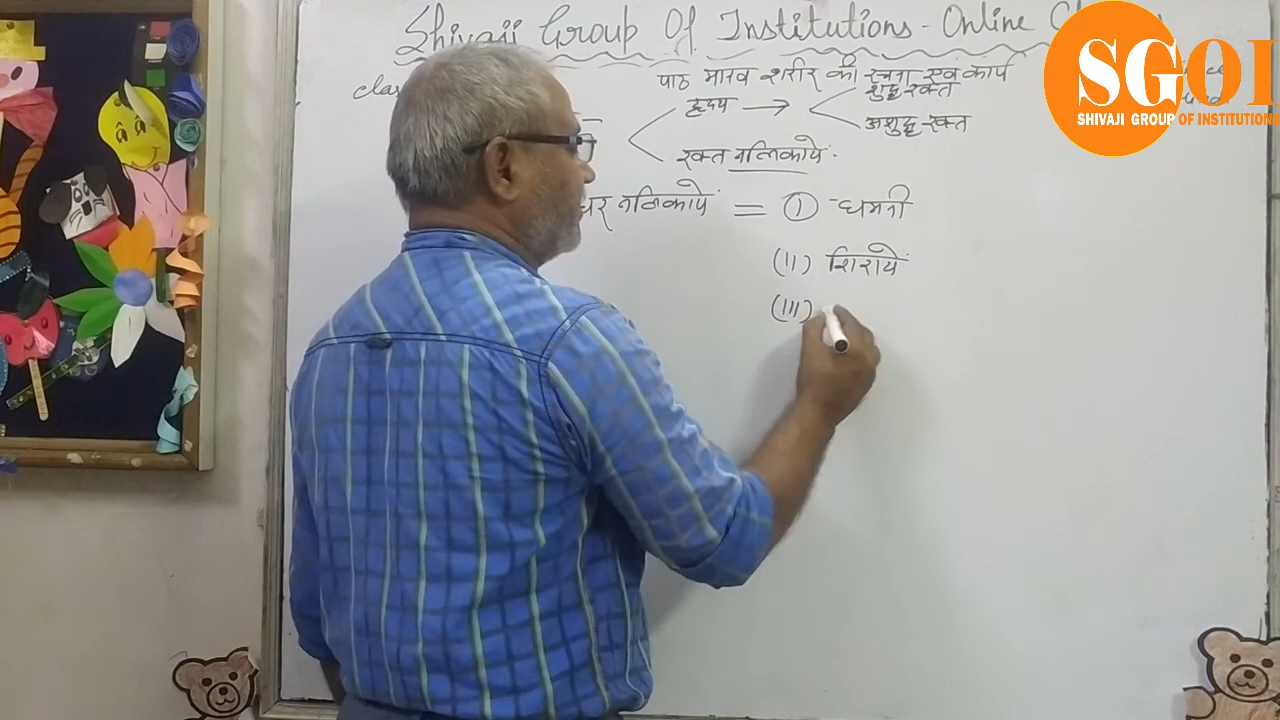 Shivaji Group Of Institutions - Online
पाठ मानव शरीर की रचना एवं कार्य
हृदय → शुद्ध रक्त
अशुद्ध रक्त
रक्त नलिकायें.
नलिकायें = ① धमनी
(II) शिरायें
(III)
SGOI
SHIVAJI GROUP OF INSTITUTIONS